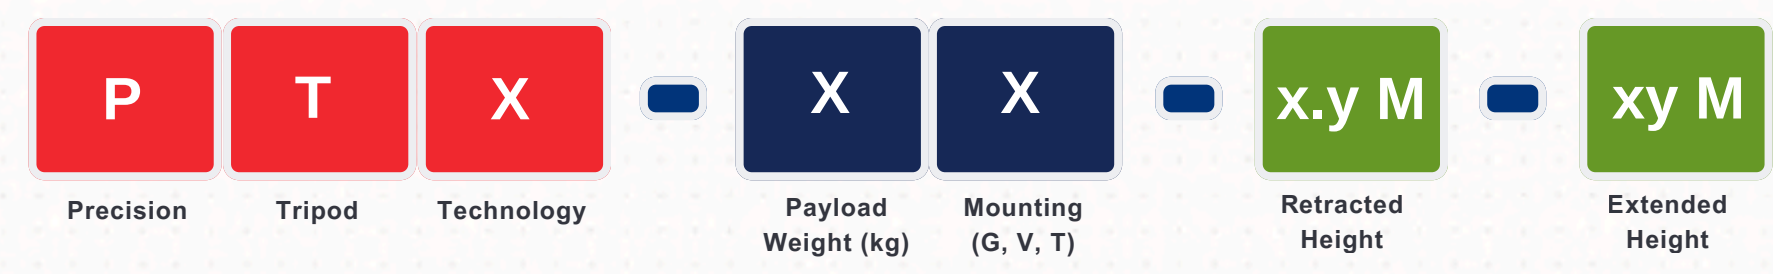 P T X X X x.y M xy M
Precision Tripod Technology Payload Mounting Retracted Extended
Weight (kg) (G, V, T) Height Height